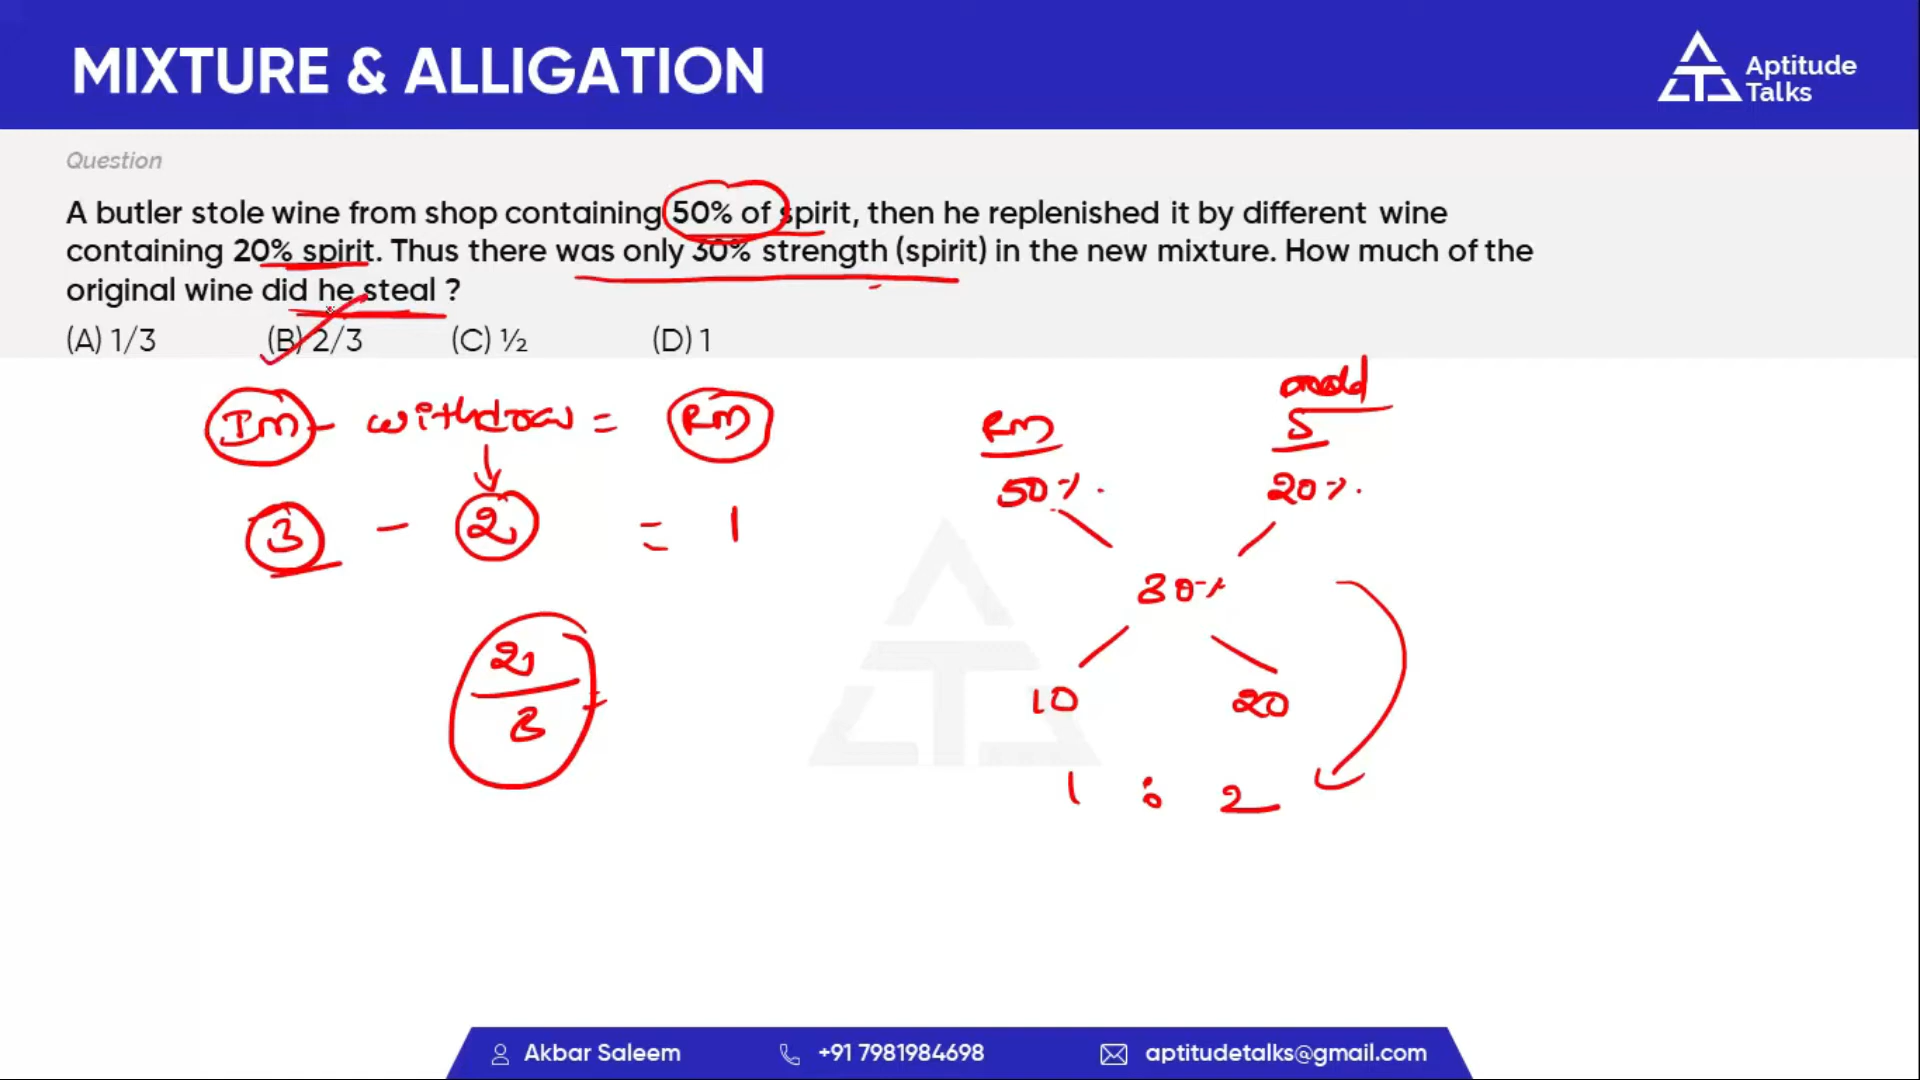 MIXTURE & ALLIGATION
Aptitude
Talks
Question
A butler stole wine from shop containing 50% of spirit, then he replenished it by different wine
containing 20% spirit. Thus there was only 30% strength (spirit) in the new mixture. How much of the
original wine did he steal ?
(A) 1/3 (B) 2/3 (C) ½ (D) 1
Im - withdraw = RM
3 - 2 = 1
2
3
RM
add
S
50% 20%
30%
10 20
1 : 2
Akbar Saleem +91 7981984698 aptitudetalks@gmail.com